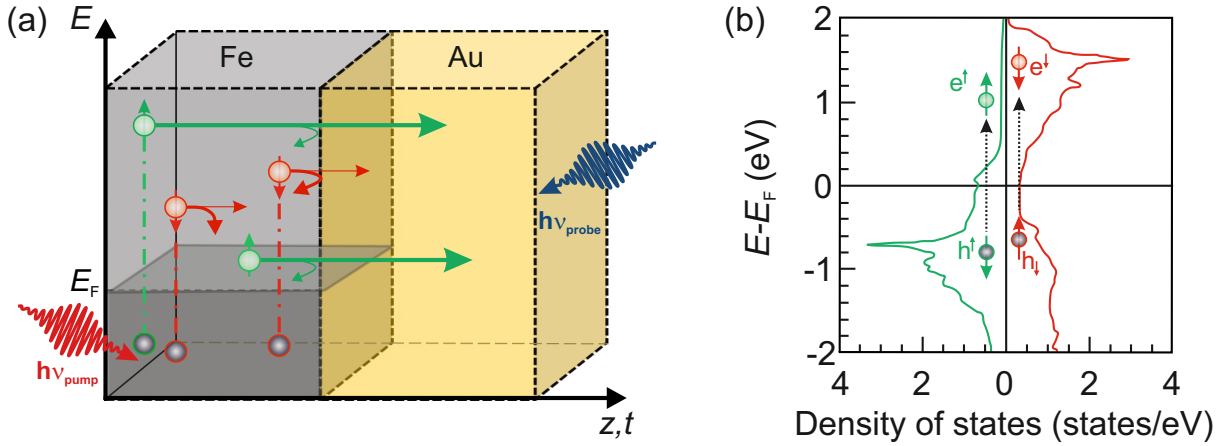 (a)
E
Fe
Au
hν_probe
E_F
hν_pump
z,t
(b)
2
1
0
-1
-2
E-E_F (eV)
e↑
e↓
h↑
h↓
4 2 0 2 4
Density of states (states/eV)